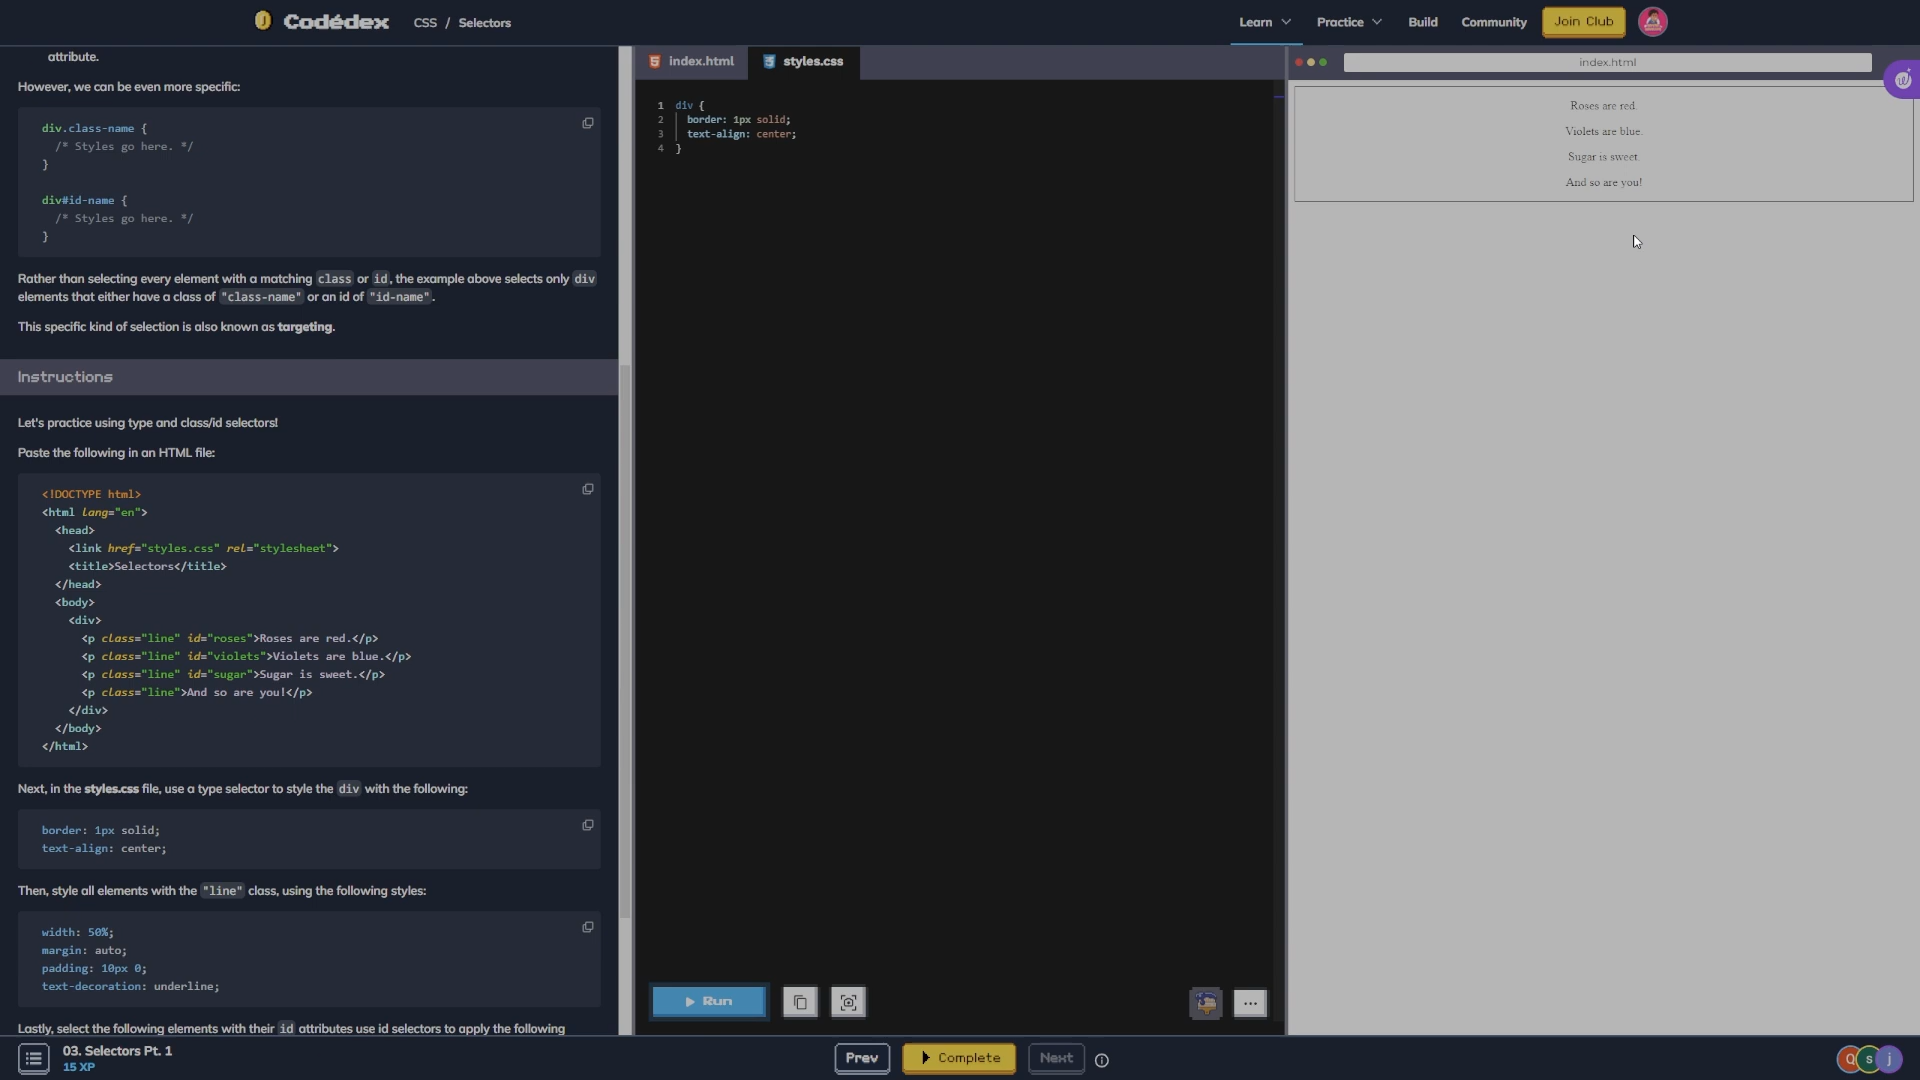 Codédex CSS / Selectors Learn Practice Build Community Join Club
attribute.
However, we can be even more specific:
div.class-name {
/* Styles go here. */
}
div#id-name {
/* Styles go here. */
}
Rather than selecting every element with a matching class or id, the example above selects only div
elements that either have a class of "class-name" or an id of "id-name".
This specific kind of selection is also known as targeting.
Instructions
Let's practice using type and class/id selectors!
Paste the following in an HTML file:
<!DOCTYPE html>
<html lang="en">
<head>
<link href="styles.css" rel="stylesheet">
<title>Selectors</title>
</head>
<body>
<div>
<p class="line" id="roses">Roses are red.</p>
<p class="line" id="violets">Violets are blue.</p>
<p class="line" id="sugar">Sugar is sweet.</p>
<p class="line">And so are you!</p>
</div>
</body>
</html>
Next, in the styles.css file, use a type selector to style the div with the following:
border: 1px solid;
text-align: center;
Then, style all elements with the "line" class, using the following styles:
width: 50%;
margin: auto;
padding: 10px 0;
text-decoration: underline;
Lastly, select the following elements with their id attributes use id selectors to apply the following
index.html styles.css
1 div {
2 border: 1px solid;
3 text-align: center;
4 }
Run
index.html
Roses are red.
Violets are blue.
Sugar is sweet.
And so are you!
03. Selectors Pt. 1
15 XP
Prev Complete Next
Q s j